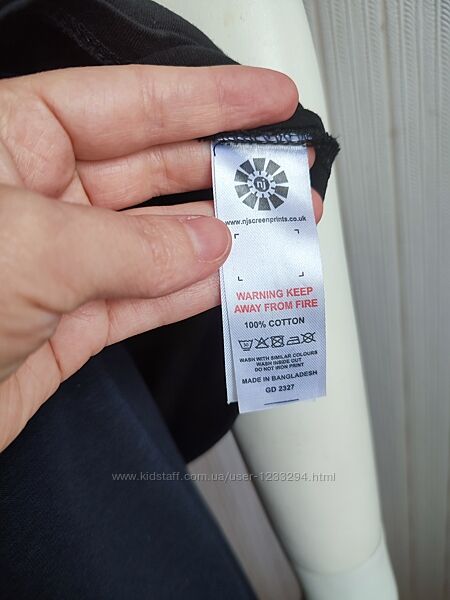 nj
www.njscreenprints.co.uk
WARNING KEEP
AWAY FROM FIRE
100% COTTON
30
WASH WITH SIMILAR COLOURS
WASH INSIDE OUT
DO NOT IRON PRINT
MADE IN BANGLADESH
GD 2327
www.kidstaff.com.ua/user-1233294.html